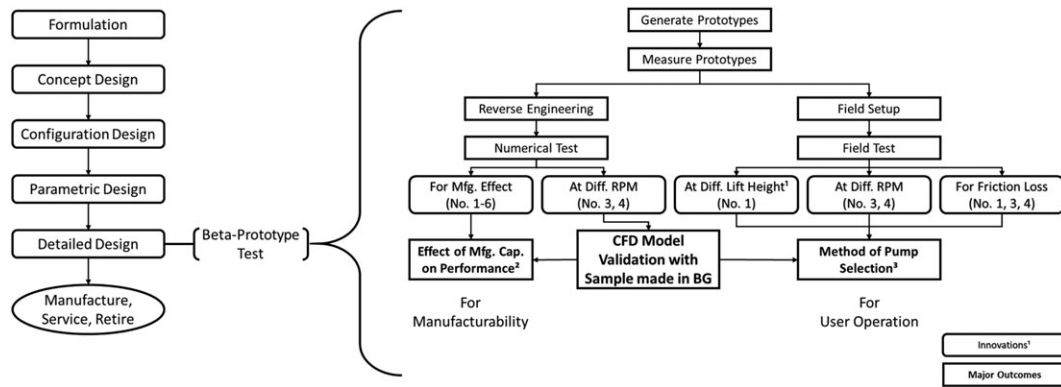 Formulation
Concept Design
Configuration Design
Parametric Design
Detailed Design
Manufacture,
Service, Retire
Beta-Prototype
Test
Generate Prototypes
Measure Prototypes
Reverse Engineering
Field Setup
Numerical Test
Field Test
For Mfg. Effect
(No. 1-6)
At Diff. RPM
(No. 3, 4)
At Diff. Lift Height¹
(No. 1)
At Diff. RPM
(No. 3, 4)
For Friction Loss
(No. 1, 3, 4)
Effect of Mfg. Cap.
on Performance²
CFD Model
Validation with
Sample made in BG
Method of Pump
Selection³
For
Manufacturability
For
User Operation
Innovations¹
Major Outcomes